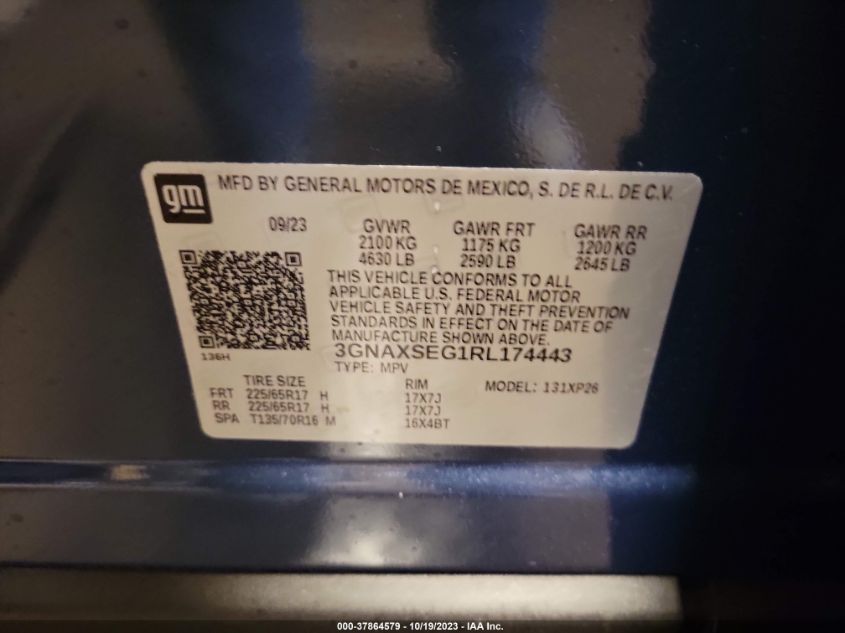 gm
MFD BY GENERAL MOTORS DE MEXICO, S. DE R.L. DE C.V.
09/23 GVWR GAWR FRT GAWR RR
2100 KG 1175 KG 1200 KG
4630 LB 2590 LB 2645 LB
THIS VEHICLE CONFORMS TO ALL
APPLICABLE U.S. FEDERAL MOTOR
VEHICLE SAFETY AND THEFT PREVENTION
STANDARDS IN EFFECT ON THE DATE OF
MANUFACTURE SHOWN ABOVE.
136H 3GNAXSEG1RL174443
TYPE: MPV
TIRE SIZE RIM MODEL: 131XP26
FRT 225/65R17 H 17X7J
RR 225/65R17 H 17X7J
SPA T135/70R16 M 16X4BT
000-37864579 - 10/19/2023 - IAA Inc.